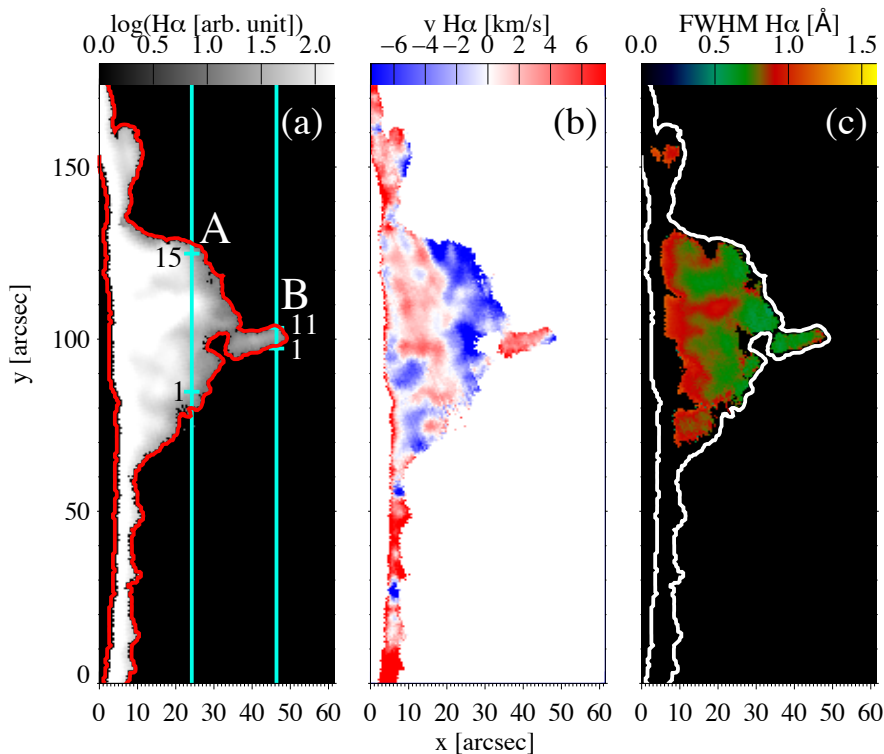 log(Hα [arb. unit]) v Hα [km/s] FWHM Hα [Å]
0.0 0.5 1.0 1.5 2.0 −6 −4 −2 0 2 4 6 0.0 0.5 1.0 1.5
(a) (b) (c)
150
A
15
B
11
100
1
1
50
0
y [arcsec]
0 10 20 30 40 50 60 0 10 20 30 40 50 60 0 10 20 30 40 50 60
x [arcsec]